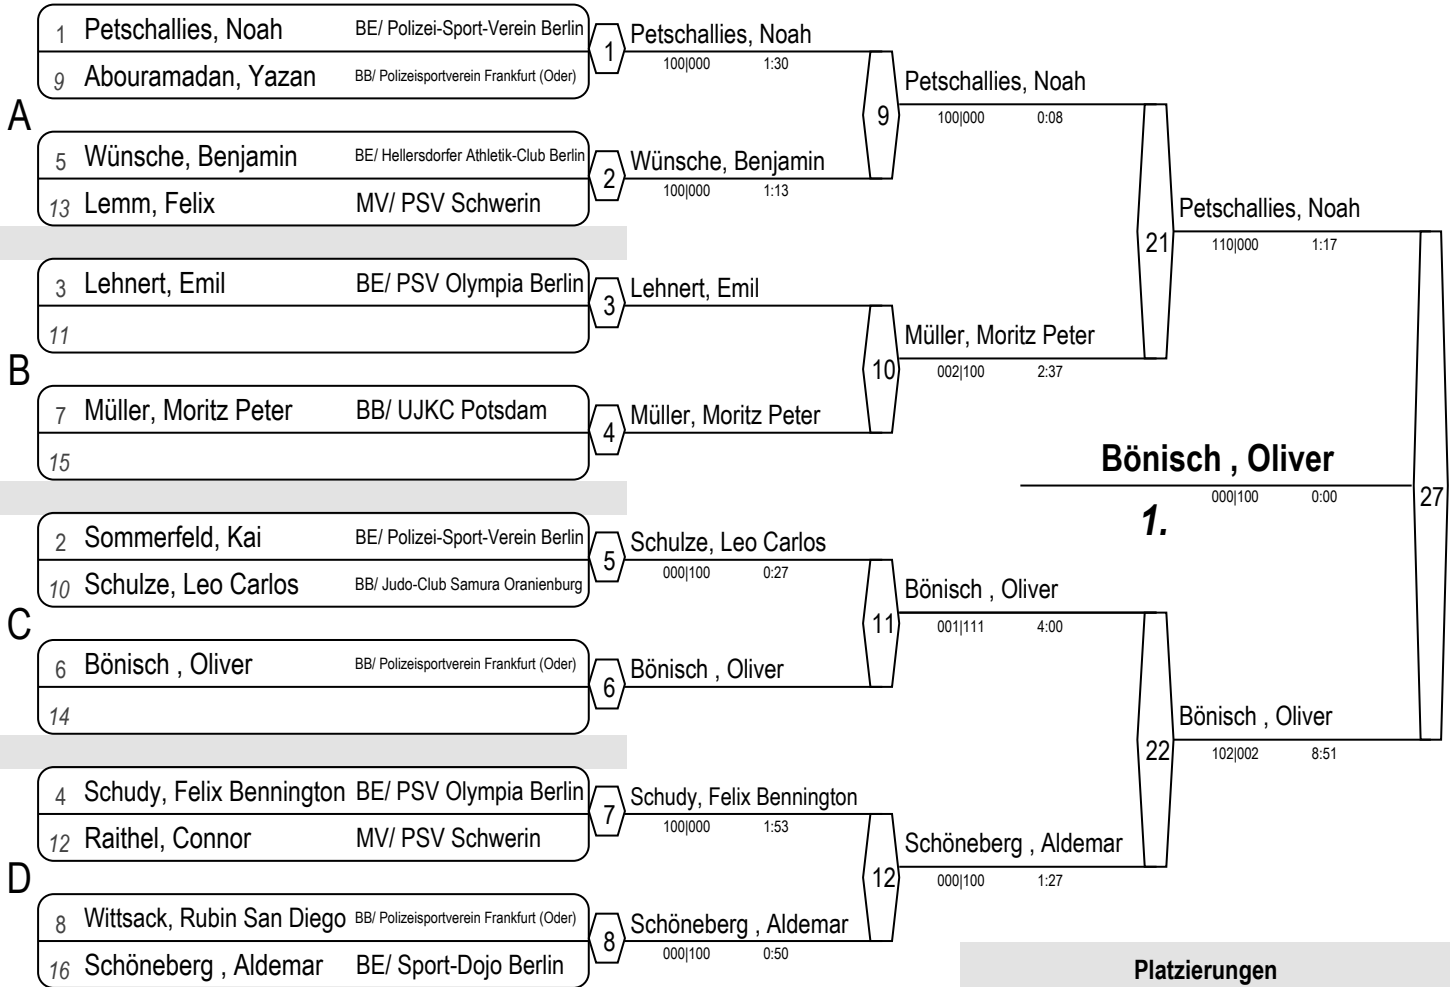 1 Petschallies, Noah BE/ Polizei-Sport-Verein Berlin
9 Abouramadan, Yazan BB/ Polizeisportverein Frankfurt (Oder)
1
Petschallies, Noah
100|000 1:30
A
5 Wünsche, Benjamin BE/ Hellersdorfer Athletik-Club Berlin
13 Lemm, Felix MV/ PSV Schwerin
2
Wünsche, Benjamin
100|000 1:13
9
Petschallies, Noah
100|000 0:08
3 Lehnert, Emil BE/ PSV Olympia Berlin
11
3
Lehnert, Emil
B
7 Müller, Moritz Peter BB/ UJKC Potsdam
15
4
Müller, Moritz Peter
10
Müller, Moritz Peter
002|100 2:37
21
Petschallies, Noah
110|000 1:17
2 Sommerfeld, Kai BE/ Polizei-Sport-Verein Berlin
10 Schulze, Leo Carlos BB/ Judo-Club Samura Oranienburg
5
Schulze, Leo Carlos
000|100 0:27
C
6 Bönisch , Oliver BB/ Polizeisportverein Frankfurt (Oder)
14
6
Bönisch , Oliver
11
Bönisch , Oliver
001|111 4:00
4 Schudy, Felix Bennington BE/ PSV Olympia Berlin
12 Raithel, Connor MV/ PSV Schwerin
7
Schudy, Felix Bennington
100|000 1:53
D
8 Wittsack, Rubin San Diego BB/ Polizeisportverein Frankfurt (Oder)
16 Schöneberg , Aldemar BE/ Sport-Dojo Berlin
8
Schöneberg , Aldemar
000|100 0:50
12
Schöneberg , Aldemar
000|100 1:27
22
Bönisch , Oliver
102|002 8:51
27
Bönisch , Oliver
000|100 0:00
1.
Platzierungen